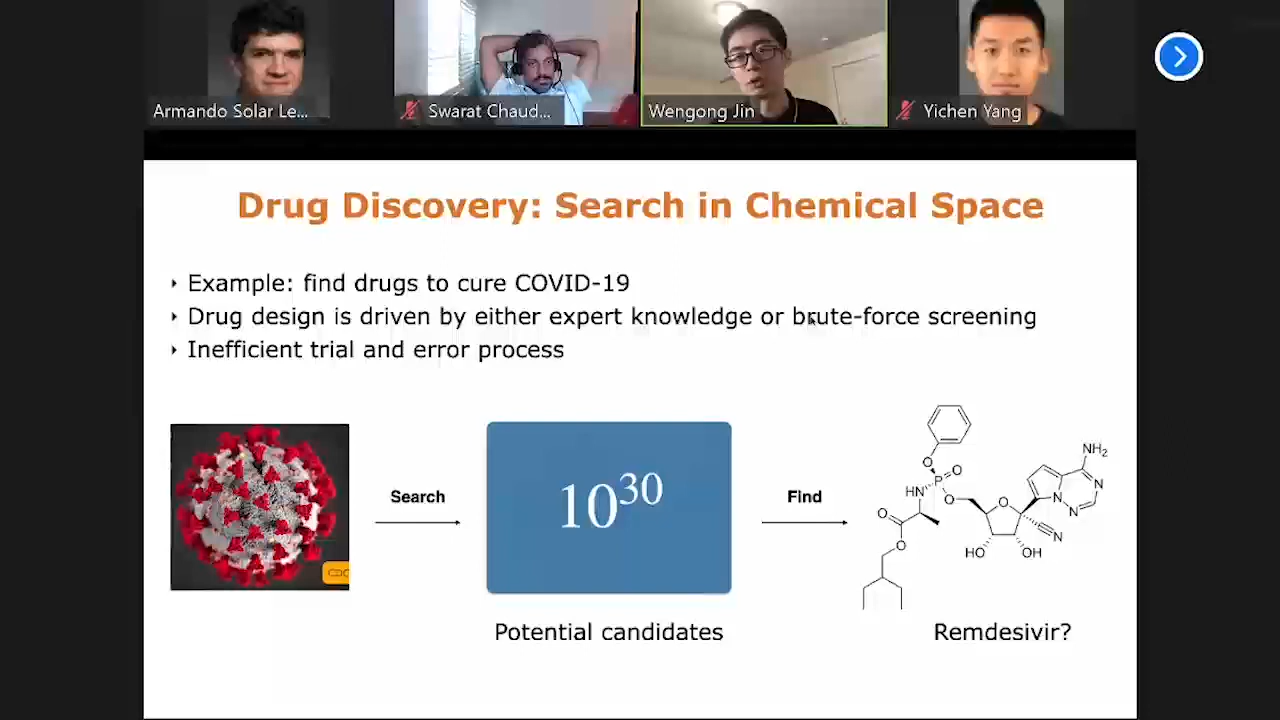 Armando Solar Le...
Swarat Chaud...
Wengong Jin
Yichen Yang
Drug Discovery: Search in Chemical Space
Example: find drugs to cure COVID-19
Drug design is driven by either expert knowledge or brute-force screening
Inefficient trial and error process
Search
10^30
Find
Potential candidates
Remdesivir?
O
P
O
HN
O
O
O
O
HO
OH
N
NH₂
N
N
N